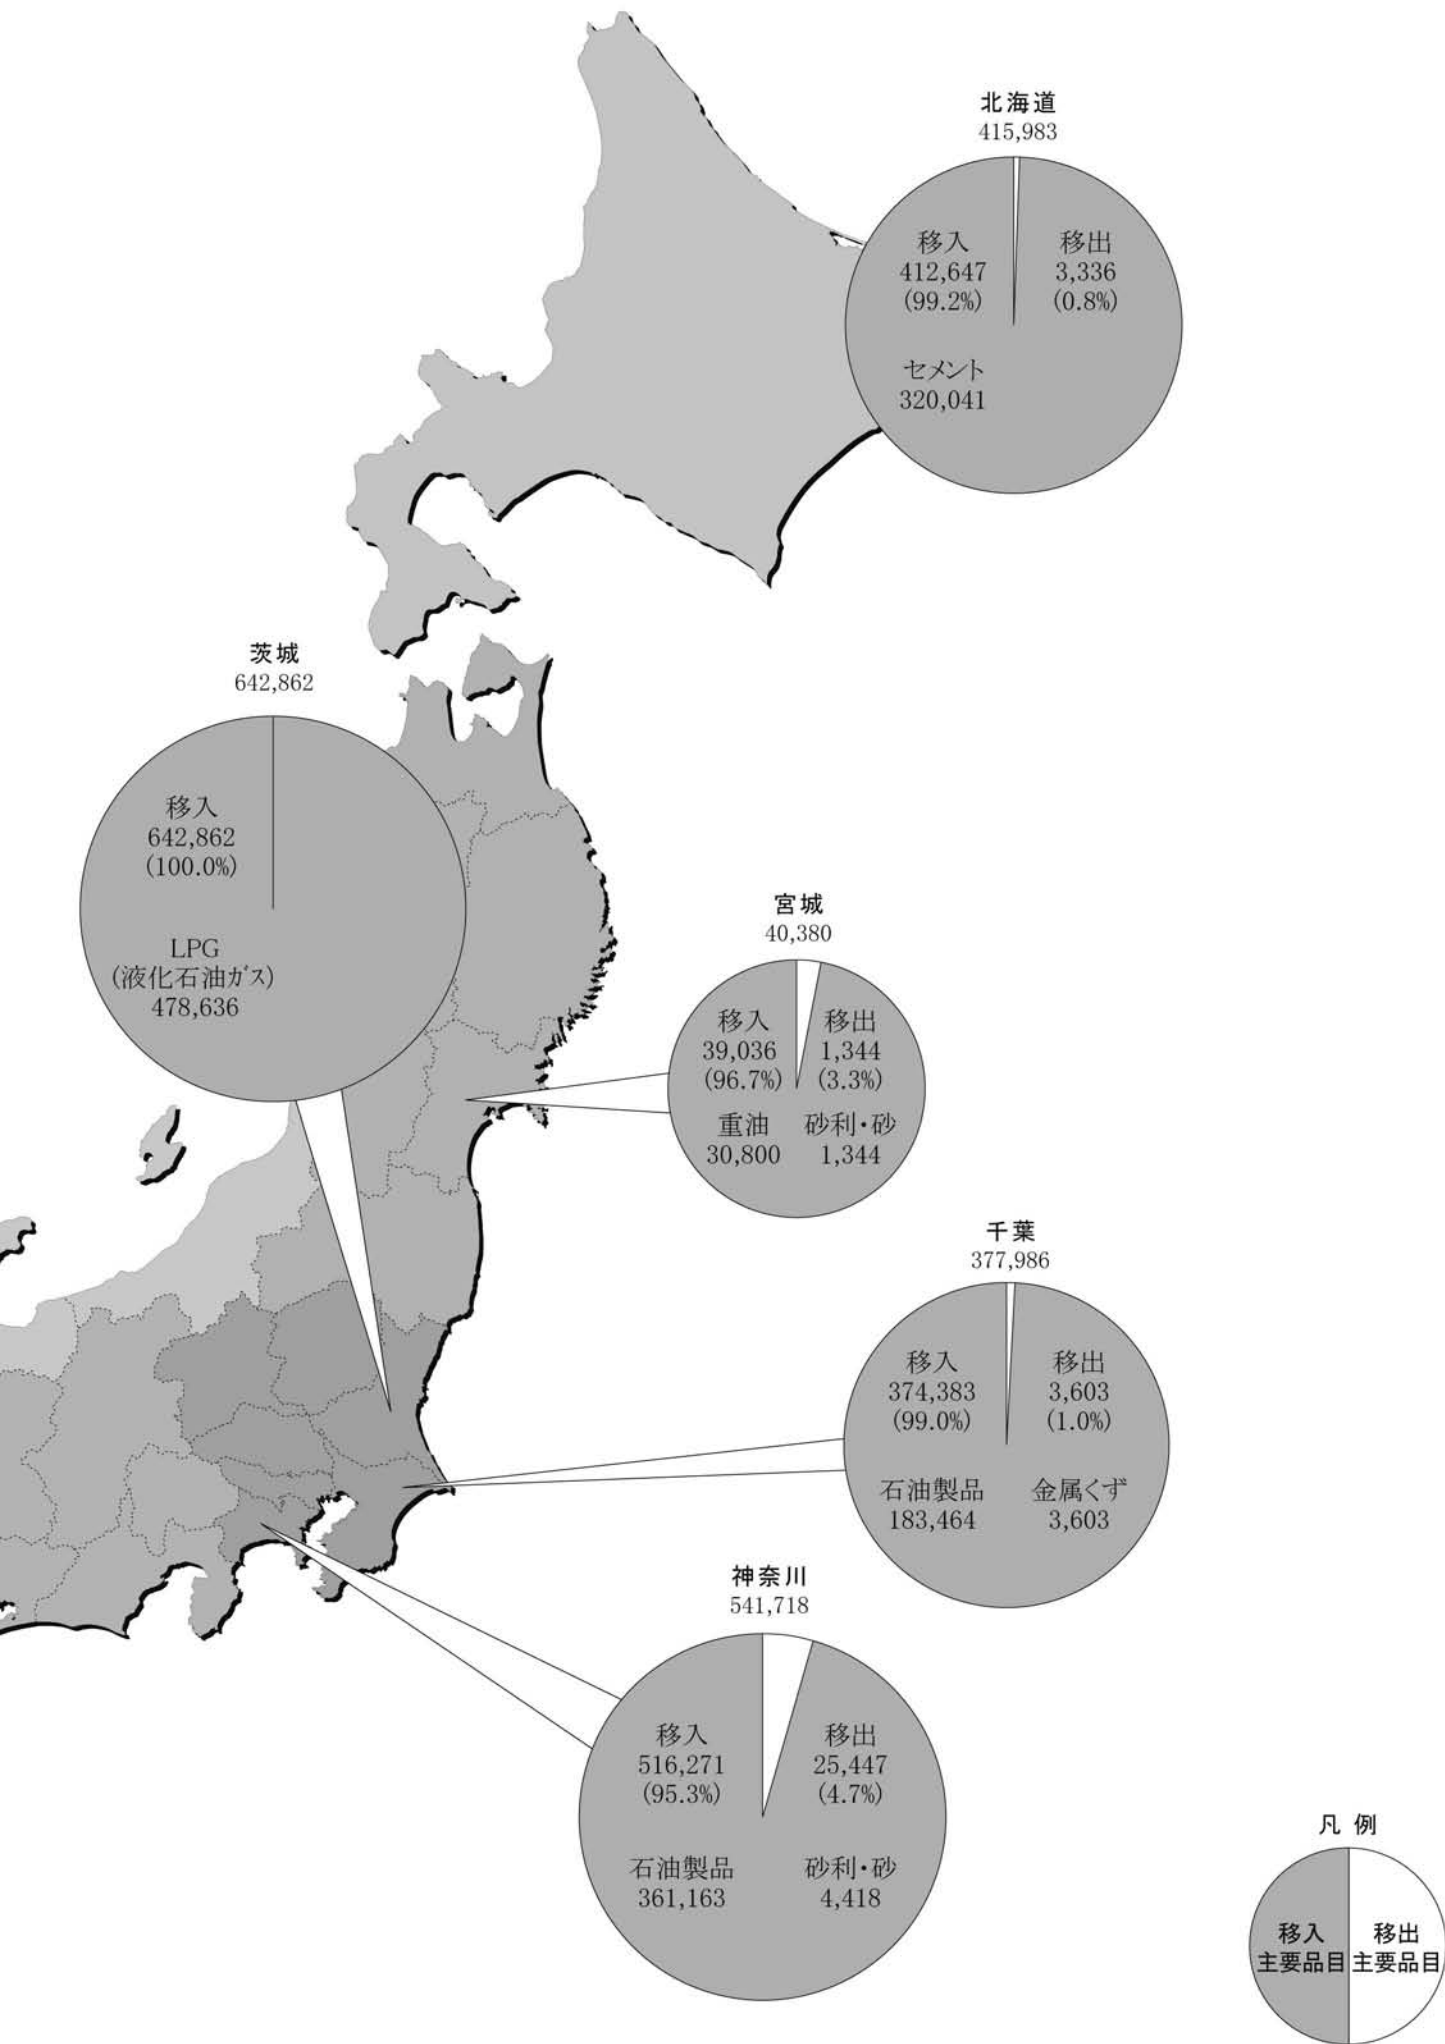 北海道
415,983
移入
412,647
(99.2%)
移出
3,336
(0.8%)
セメント
320,041
茨城
642,862
移入
642,862
(100.0%)
LPG
(液化石油ガス)
478,636
宮城
40,380
移入
39,036
(96.7%)
移出
1,344
(3.3%)
重油
30,800
砂利・砂
1,344
千葉
377,986
移入
374,383
(99.0%)
移出
3,603
(1.0%)
石油製品
183,464
金属くず
3,603
神奈川
541,718
移入
516,271
(95.3%)
移出
25,447
(4.7%)
石油製品
361,163
砂利・砂
4,418
凡 例
移入
主要品目
移出
主要品目